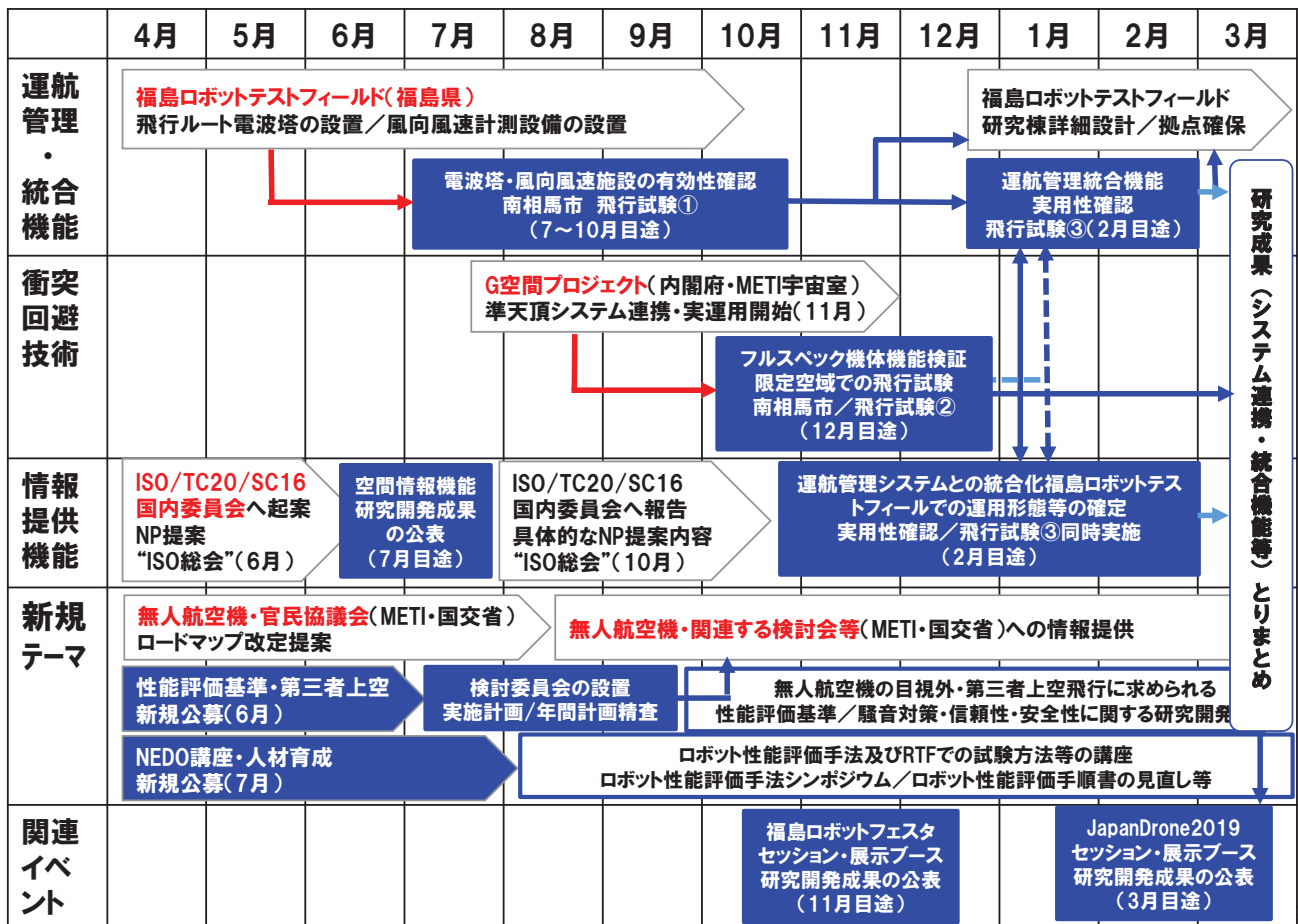 4月 5月 6月 7月 8月 9月 10月 11月 12月 1月 2月 3月
運航
管理
・
統合
機能
福島ロボットテストフィールド(福島県)
飛行ルート電波塔の設置／風向風速計測設備の設置
電波塔・風向風速施設の有効性確認
南相馬市 飛行試験①
(7～10月目途)
福島ロボットテストフィールド
研究棟詳細設計／拠点確保
運航管理統合機能
実用性確認
飛行試験③(2月目途)
衝突
回避
技術
G空間プロジェクト(内閣府・METI宇宙室)
準天頂システム連携・実運用開始(11月)
フルスペック機体機能検証
限定空域での飛行試験
南相馬市／飛行試験②
(12月目途)
情報
提供
機能
ISO/TC20/SC16
国内委員会へ起案
NP提案
“ISO総会”(6月)
空間情報機能
研究開発成果
の公表
(7月目途)
ISO/TC20/SC16
国内委員会へ報告
具体的なNP提案内容
“ISO総会”(10月)
運航管理システムとの統合化福島ロボットテス
トフィールドでの運用形態等の確定
実用性確認／飛行試験③同時実施
(2月目途)
研究成果（システム連携・統合機能等）とりまとめ
新規
テーマ
無人航空機・官民協議会(METI・国交省)
ロードマップ改定提案
無人航空機・関連する検討会等(METI・国交省)への情報提供
性能評価基準・第三者上空
新規公募(6月)
検討委員会の設置
実施計画/年間計画精査
無人航空機の目視外・第三者上空飛行に求められる
性能評価基準／騒音対策・信頼性・安全性に関する研究開発
NEDO講座・人材育成
新規公募(7月)
ロボット性能評価手法及びRTFでの試験方法等の講座
ロボット性能評価手法シンポジウム／ロボット性能評価手順書の見直し等
関連
イベ
ント
福島ロボットフェスタ
セッション・展示ブース
研究開発成果の公表
(11月目途)
JapanDrone2019
セッション・展示ブース
研究開発成果の公表
(3月目途)